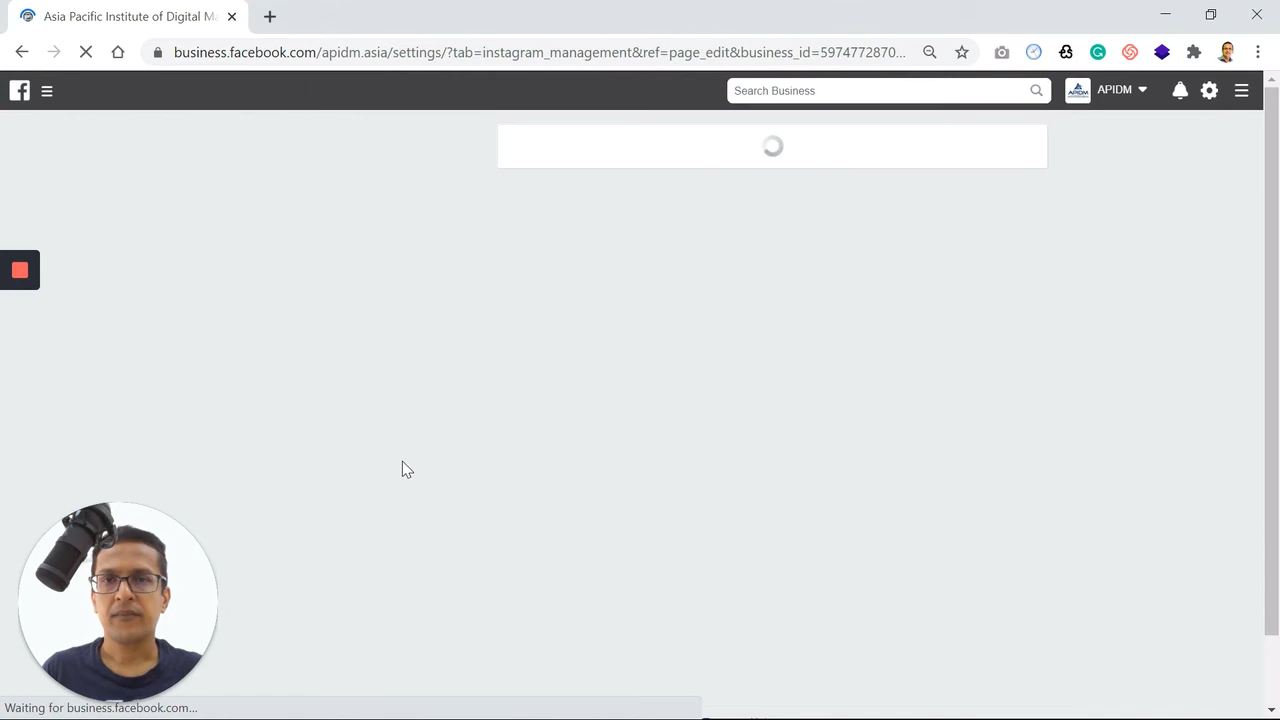 Asia Pacific Institute of Digital Ma
business.facebook.com/apidm.asia/settings/?tab=instagram_management&ref=page_edit&business_id=5974772870...
Search Business
APIDM
Waiting for business.facebook.com...